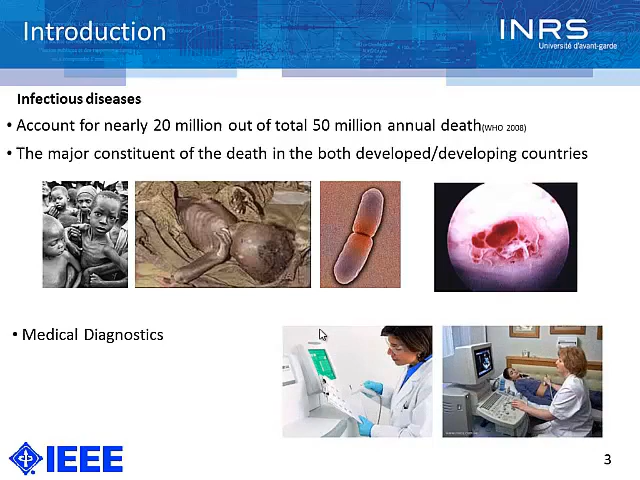 Introduction
INRS
Université d'avant-garde
Infectious diseases
• Account for nearly 20 million out of total 50 million annual death(WHO 2008)
• The major constituent of the death in the both developed/developing countries
• Medical Diagnostics
IEEE
3